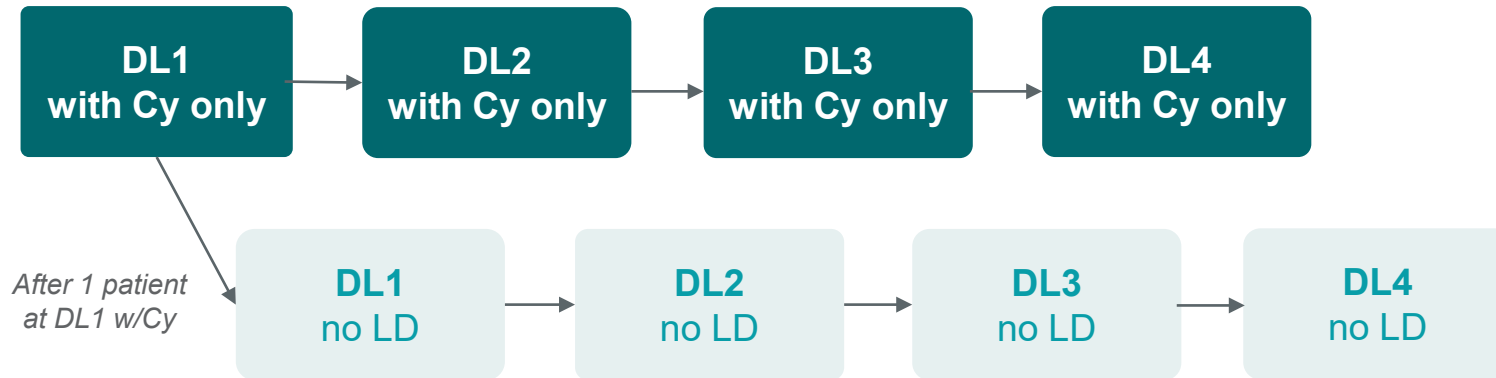 DL1
with Cy only
DL2
with Cy only
DL3
with Cy only
DL4
with Cy only
After 1 patient
at DL1 w/Cy
DL1
no LD
DL2
no LD
DL3
no LD
DL4
no LD